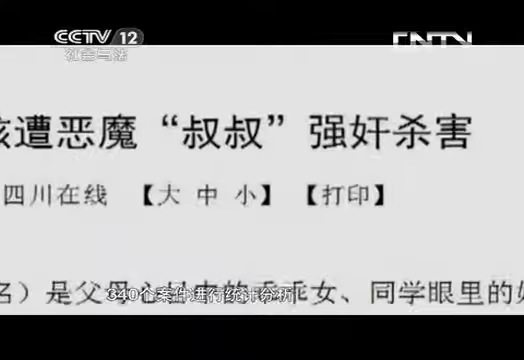 CCTV 12
社会与法
CNTV
孩遭恶魔“叔叔”强奸杀害
四川在线 【大 中 小】 【打印】
名）是父母心目中的乖乖女、同学眼里的
340个案件进行统计分析